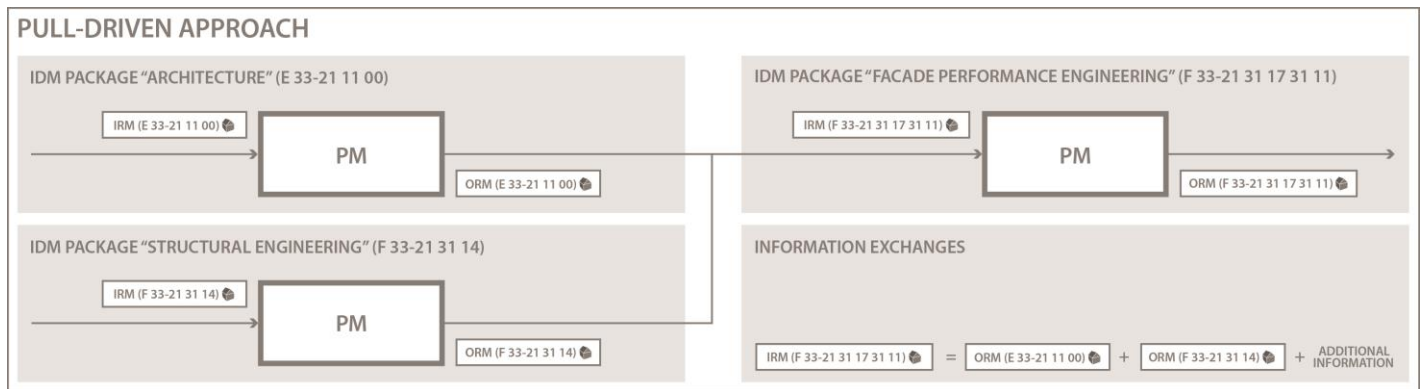 PULL-DRIVEN APPROACH
IDM PACKAGE "ARCHITECTURE" (E 33-21 11 00)
IRM (E 33-21 11 00)
PM
ORM (E 33-21 11 00)
IDM PACKAGE "FACADE PERFORMANCE ENGINEERING" (F 33-21 31 17 31 11)
IRM (F 33-21 31 17 31 11)
PM
ORM (F 33-21 31 17 31 11)
IDM PACKAGE "STRUCTURAL ENGINEERING" (F 33-21 31 14)
IRM (F 33-21 31 14)
PM
ORM (F 33-21 31 14)
INFORMATION EXCHANGES
IRM (F 33-21 31 17 31 11) = ORM (E 33-21 11 00) + ORM (F 33-21 31 14) + ADDITIONAL
INFORMATION